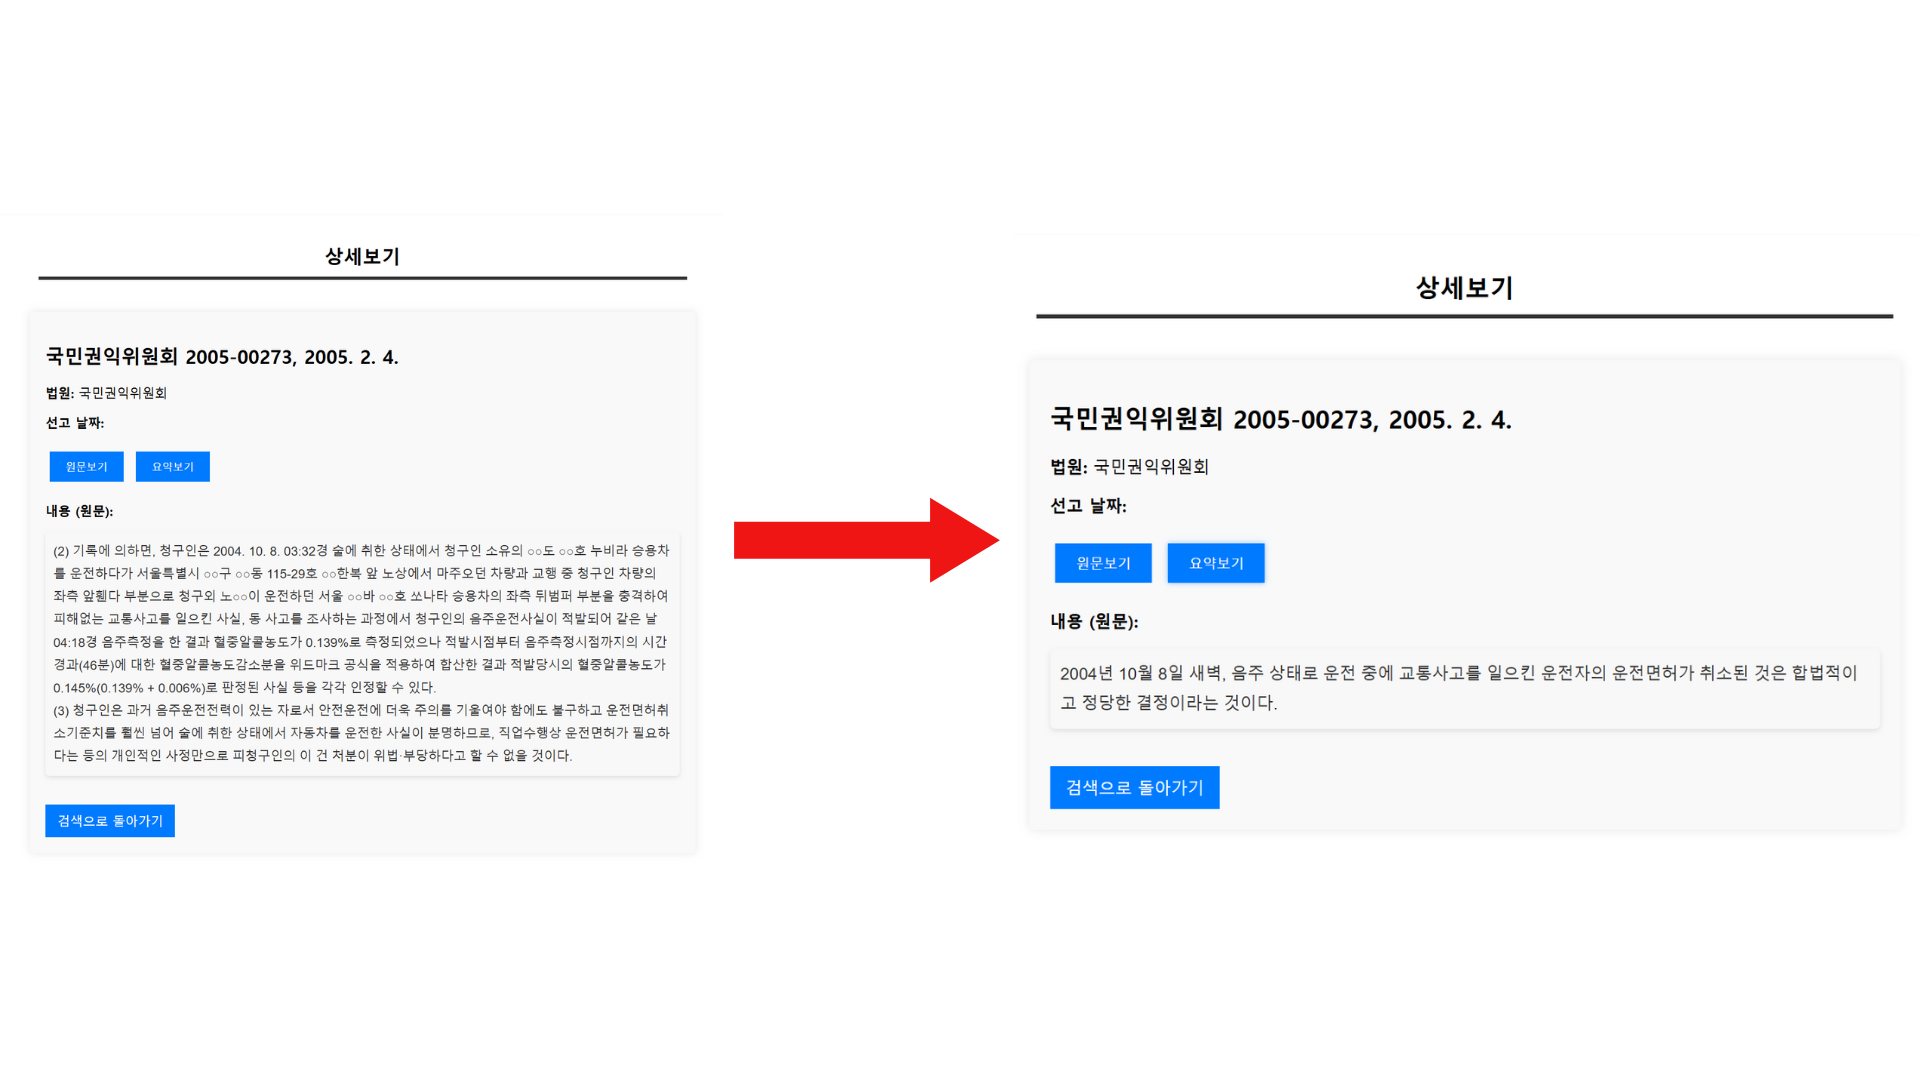 상세보기
국민권익위원회 2005-00273, 2005. 2. 4.
법원: 국민권익위원회
선고 날짜:
원문보기
요약보기
내용 (원문):
(2) 기록에 의하면, 청구인은 2004. 10. 8. 03:32경 술에 취한 상태에서 청구인 소유의 ○○도 ○○호 누비라 승용차
를 운전하다가 서울특별시 ○○구 ○○동 115-29호 ○○한복 앞 노상에서 마주오던 차량과 교행 중 청구인 차량의
좌측 앞휀다 부분으로 청구외 노○○이 운전하던 서울 ○○바 ○○호 쏘나타 승용차의 좌측 뒤범퍼 부분을 충격하여
피해없는 교통사고를 일으킨 사실, 동 사고를 조사하는 과정에서 청구인의 음주운전사실이 적발되어 같은 날
04:18경 음주측정을 한 결과 혈중알콜농도가 0.139%로 측정되었으나 적발시점부터 음주측정시점까지의 시간
경과(46분)에 대한 혈중알콜농도감소분을 위드마크 공식을 적용하여 합산한 결과 적발당시의 혈중알콜농도가
0.145%(0.139% + 0.006%)로 판정된 사실 등을 각각 인정할 수 있다.
(3) 청구인은 과거 음주운전전력이 있는 자로서 안전운전에 더욱 주의를 기울여야 함에도 불구하고 운전면허취
소기준치를 훨씬 넘어 술에 취한 상태에서 자동차를 운전한 사실이 분명하므로, 직업수행상 운전면허가 필요하
다는 등의 개인적인 사정만으로 피청구인의 이 건 처분이 위법·부당하다고 할 수 없을 것이다.
검색으로 돌아가기
상세보기
국민권익위원회 2005-00273, 2005. 2. 4.
법원: 국민권익위원회
선고 날짜:
원문보기
요약보기
내용 (원문):
2004년 10월 8일 새벽, 음주 상태로 운전 중에 교통사고를 일으킨 운전자의 운전면허가 취소된 것은 합법적이
고 정당한 결정이라는 것이다.
검색으로 돌아가기